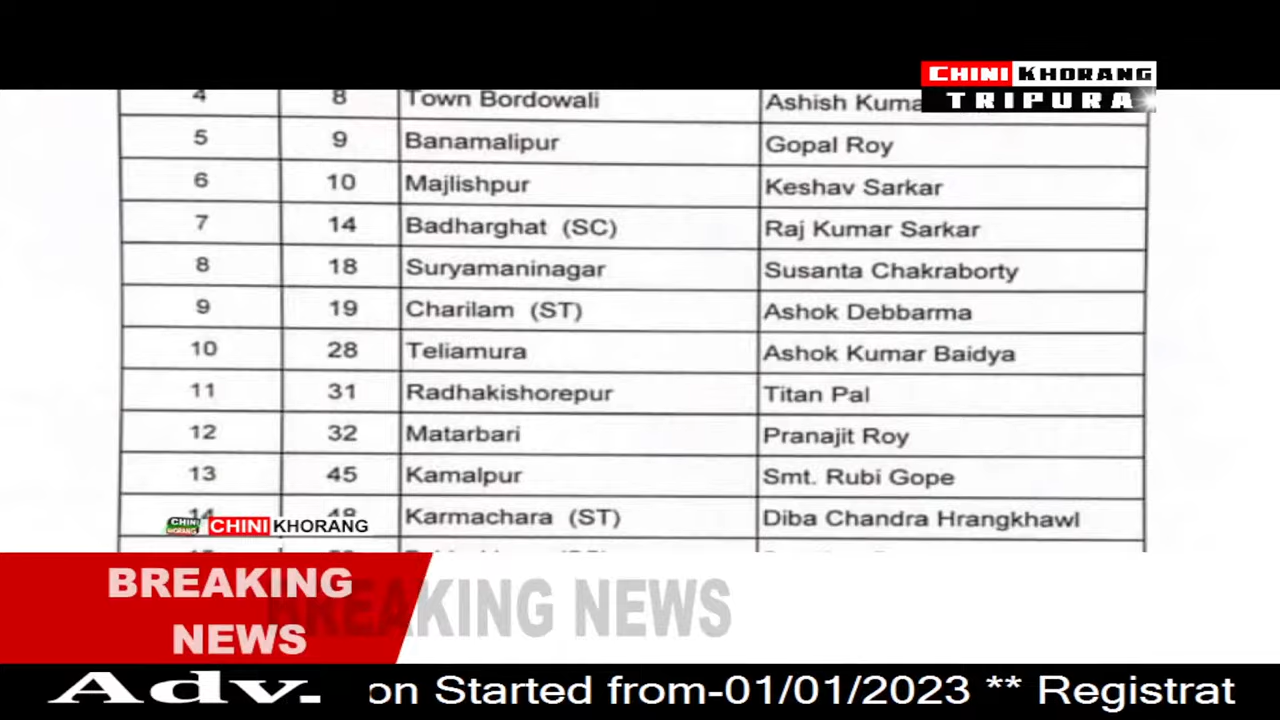 CHINI KHORANG
TRIPURA
4 8 Town Bordowali Ashish Kuma
5 9 Banamalipur Gopal Roy
6 10 Majlishpur Keshav Sarkar
7 14 Badharghat (SC) Raj Kumar Sarkar
8 18 Suryamaninagar Susanta Chakraborty
9 19 Charilam (ST) Ashok Debbarma
10 28 Teliamura Ashok Kumar Baidya
11 31 Radhakishorepur Titan Pal
12 32 Matarbari Pranajit Roy
13 45 Kamalpur Smt. Rubi Gope
14 48 Karmachara (ST) Diba Chandra Hrangkhawl
CHINI KHORANG CHINI KHORANG
BREAKING NEWS
BREAKING
NEWS
Adv. on Started from-01/01/2023 ** Registrat